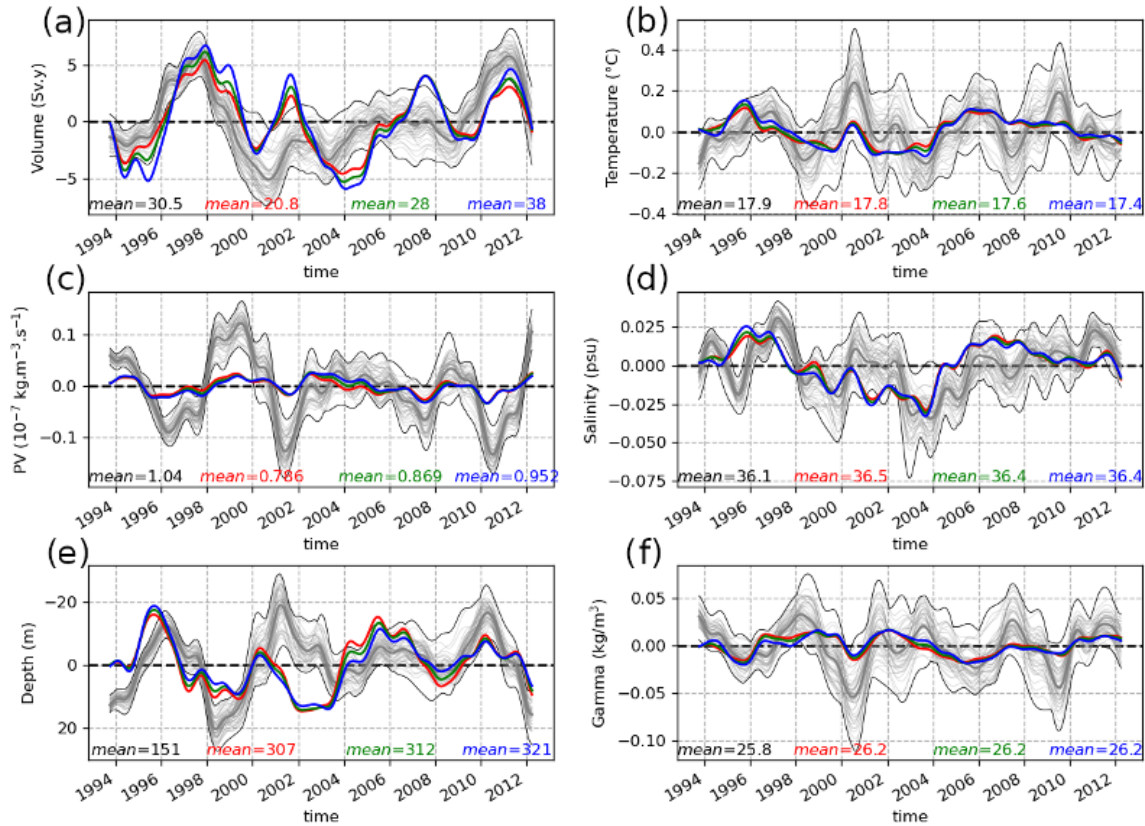 (a)
Volume (Sv.y)
5
0
−5
mean=30.5 mean=20.8 mean=28 mean=38
1994 1996 1998 2000 2002 2004 2006 2008 2010 2012
time
(b)
Temperature (°C)
0.4
0.2
0.0
−0.2
−0.4
mean=17.9 mean=17.8 mean=17.6 mean=17.4
1994 1996 1998 2000 2002 2004 2006 2008 2010 2012
time
(c)
PV (10⁻⁷ kg.m⁻³.s⁻¹)
0.1
0.0
−0.1
mean=1.04 mean=0.786 mean=0.869 mean=0.952
1994 1996 1998 2000 2002 2004 2006 2008 2010 2012
time
(d)
Salinity (psu)
0.025
0.000
−0.025
−0.050
−0.075
mean=36.1 mean=36.5 mean=36.4 mean=36.4
1994 1996 1998 2000 2002 2004 2006 2008 2010 2012
time
(e)
Depth (m)
−20
0
20
mean=151 mean=307 mean=312 mean=321
1994 1996 1998 2000 2002 2004 2006 2008 2010 2012
time
(f)
Gamma (kg/m³)
0.05
0.00
−0.05
−0.10
mean=25.8 mean=26.2 mean=26.2 mean=26.2
1994 1996 1998 2000 2002 2004 2006 2008 2010 2012
time